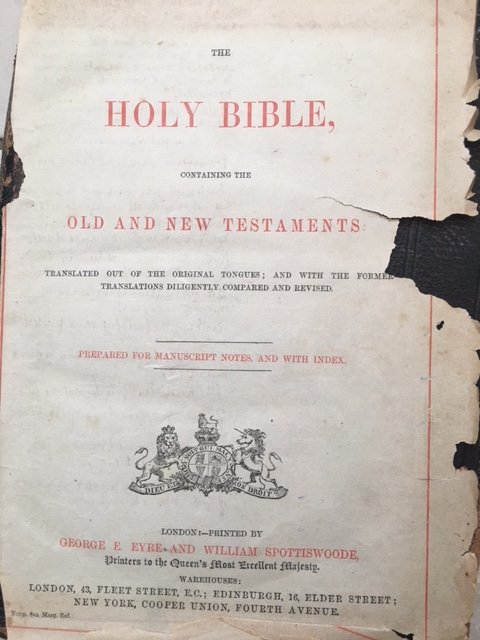 THE
HOLY BIBLE,
CONTAINING THE
OLD AND NEW TESTAMENTS:
TRANSLATED OUT OF THE ORIGINAL TONGUES; AND WITH THE FORMER
TRANSLATIONS DILIGENTLY COMPARED AND REVISED.
PREPARED FOR MANUSCRIPT NOTES, AND WITH INDEX.
DIEU ET MON DROIT
LONDON:—PRINTED BY
GEORGE E. EYRE AND WILLIAM SPOTTISWOODE,
Printers to the Queen's Most Excellent Majesty.
WAREHOUSES:
LONDON, 43, FLEET STREET, E.C.; EDINBURGH, 16, ELDER STREET;
NEW YORK, COOPER UNION, FOURTH AVENUE.
8vo. Marg. Ref.